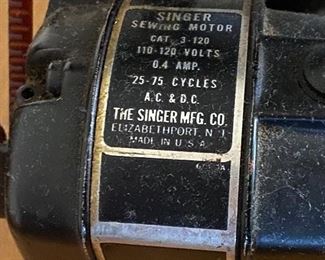 SINGER
SEWING MOTOR
CAT. 3-120
110-120 VOLTS
0.4 AMP.
25-75 CYCLES
A.C. & D.C.
THE SINGER MFG. CO.
ELIZABETHPORT, N.J.
MADE IN U.S.A.